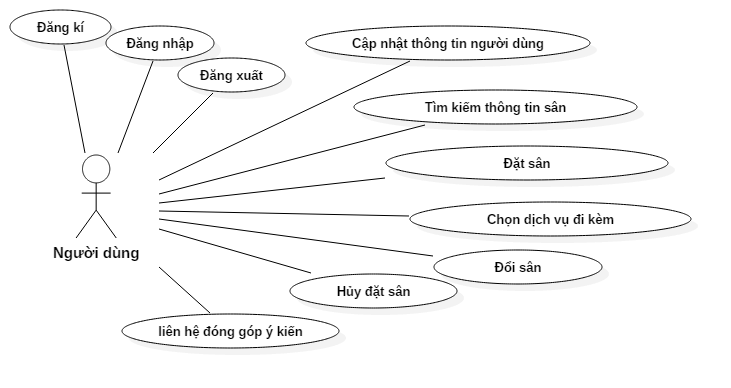 Đăng kí
Đăng nhập
Đăng xuất
Cập nhật thông tin người dùng
Tìm kiếm thông tin sân
Đặt sân
Chọn dịch vụ đi kèm
Đổi sân
Hủy đặt sân
liên hệ đóng góp ý kiến
Người dùng